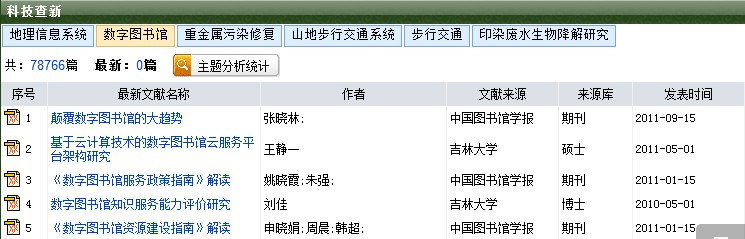 科技查新
地理信息系统 数字图书馆 重金属污染修复 山地步行交通系统 步行交通 印染废水生物降解研究
共：78766篇 最新：0篇 主题分析统计
序号 最新文献名称 作者 文献来源 来源库 发表时间
1 颠覆数字图书馆的大趋势 张晓林; 中国图书馆学报 期刊 2011-09-15
2 基于云计算技术的数字图书馆云服务平 王静一 吉林大学 硕士 2011-05-01
台架构研究
3 《数字图书馆服务政策指南》解读 姚晓霞;朱强; 中国图书馆学报 期刊 2011-01-15
4 数字图书馆知识服务能力评价研究 刘佳 吉林大学 博士 2010-05-01
5 《数字图书馆资源建设指南》解读 申晓娟;周晨;韩超; 中国图书馆学报 期刊 2011-01-15